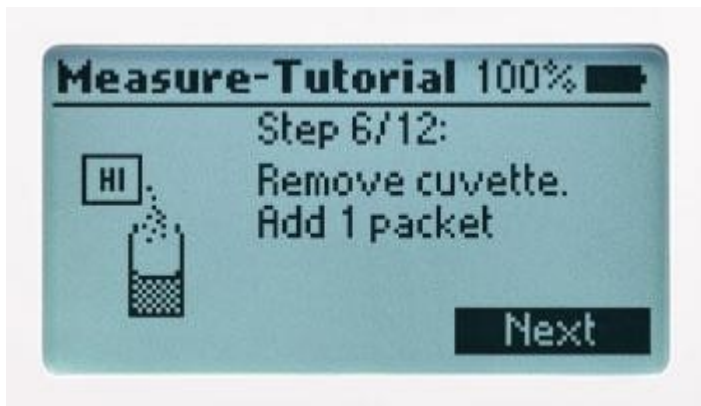 Measure-Tutorial 100%
Step 6/12:
HI
Remove cuvette.
Add 1 packet
Next